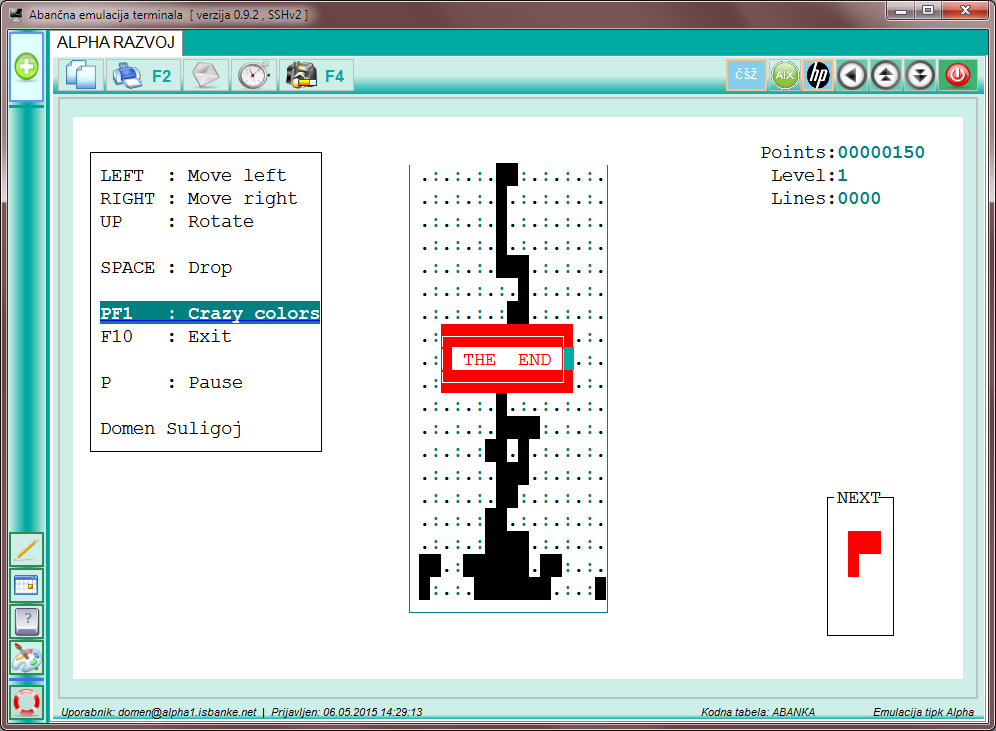 Abančna emulacija terminala  [ verzija 0.9.2 , SSHv2 ]
ALPHA RAZVOJ
F2
F4
čšž
AIX
hp
LEFT : Move left
RIGHT : Move right
UP : Rotate
SPACE : Drop
PF1 : Crazy colors
F10 : Exit
P : Pause
Domen Suligoj
THE END
Points:00000150
Level:1
Lines:0000
NEXT
?
Uporabnik: domen@alpha1.isbanke.net | Prijavljen: 06.05.2015 14:29:13
Kodna tabela: ABANKA
Emulacija tipk Alpha